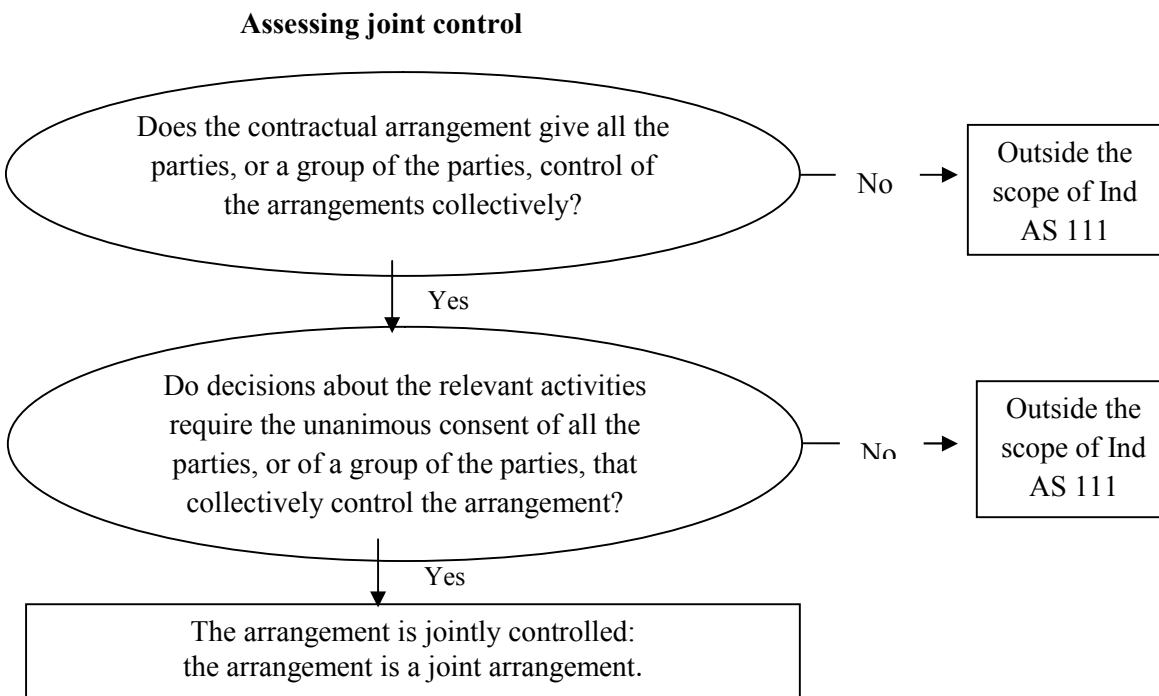 Assessing joint control
Does the contractual arrangement give all the
parties, or a group of the parties, control of
the arrangements collectively?
No
Outside the
scope of Ind
AS 111
Yes
Do decisions about the relevant activities
require the unanimous consent of all the
parties, or of a group of the parties, that
collectively control the arrangement?
No
Outside the
scope of Ind
AS 111
Yes
The arrangement is jointly controlled:
the arrangement is a joint arrangement.